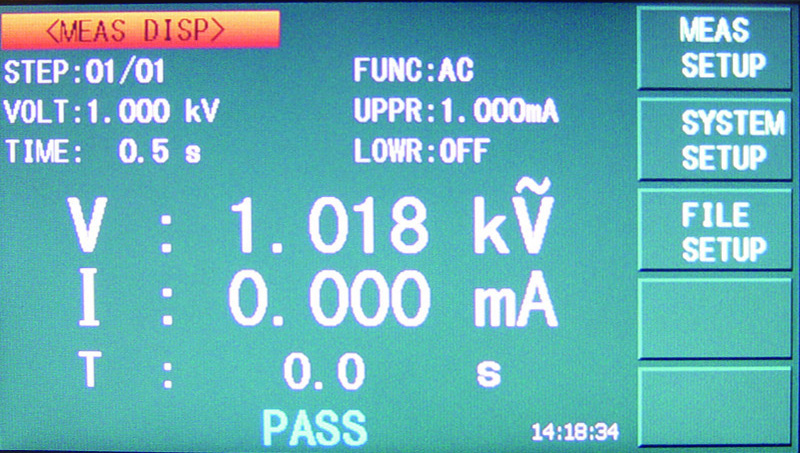 <MEAS DISP>
STEP:01/01 FUNC:AC
VOLT:1.000 kV UPPR:1.000mA
TIME: 0.5 s LOWR:OFF
V : 1.018 kṼ
I : 0.000 mA
T : 0.0 s
PASS 14:18:34
MEAS
SETUP
SYSTEM
SETUP
FILE
SETUP